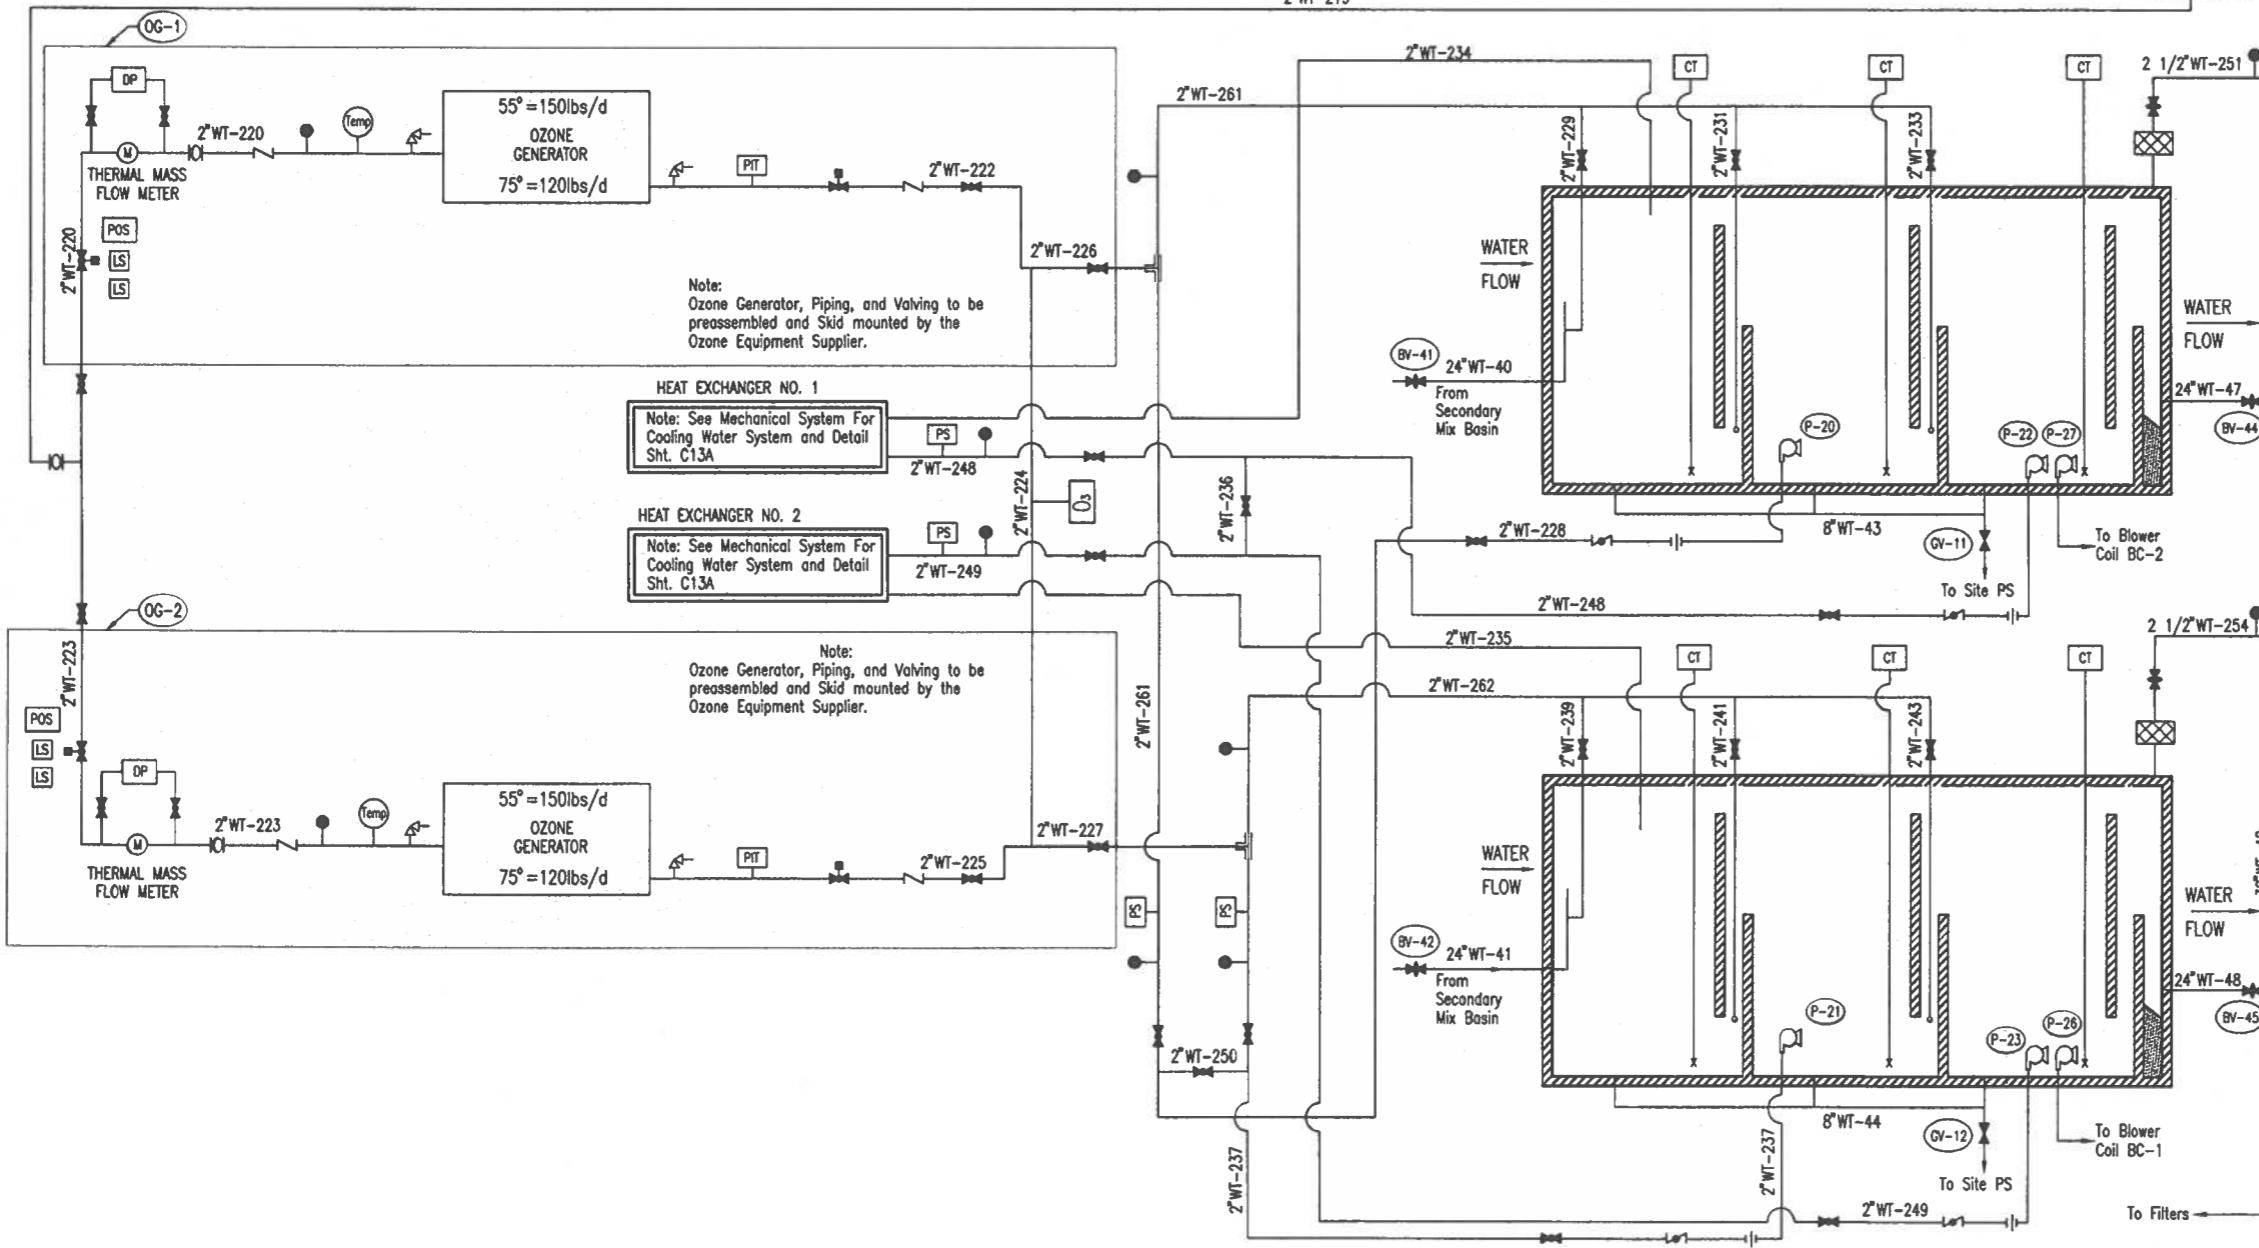 OG-1
DP
2"WT-220
Temp
M
THERMAL MASS
FLOW METER
POS
LS
LS
2"WT-220
55°=150lbs/d
OZONE
GENERATOR
75°=120lbs/d
PIT
2"WT-222
2"WT-226
Note:
Ozone Generator, Piping, and Valving to be
preassembled and Skid mounted by the
Ozone Equipment Supplier.
HEAT EXCHANGER NO. 1
Note: See Mechanical System For
Cooling Water System and Detail
Sht. C13A
PS
2"WT-248
HEAT EXCHANGER NO. 2
Note: See Mechanical System For
Cooling Water System and Detail
Sht. C13A
PS
2"WT-249
2"WT-224
O3
2"WT-236
OG-2
2"WT-223
POS
LS
LS
DP
2"WT-223
Temp
M
THERMAL MASS
FLOW METER
Note:
Ozone Generator, Piping, and Valving to be
preassembled and Skid mounted by the
Ozone Equipment Supplier.
55°=150lbs/d
OZONE
GENERATOR
75°=120lbs/d
PIT
2"WT-225
2"WT-227
2"WT-261
PS
PS
2"WT-250
2"WT-237
2"WT-234
2"WT-261
CT
CT
CT
2 1/2"WT-251
2"WT-229
2"WT-231
2"WT-233
WATER
FLOW
WATER
FLOW
BV-41
24"WT-40
From
Secondary
Mix Basin
P-20
P-22
P-27
24"WT-47
BV-44
2"WT-228
8"WT-43
GV-11
To Site PS
To Blower
Coil BC-2
2"WT-248
2"WT-235
2"WT-262
CT
CT
CT
2 1/2"WT-254
2"WT-239
2"WT-241
2"WT-243
WATER
FLOW
WATER
FLOW
BV-42
24"WT-41
From
Secondary
Mix Basin
P-21
P-23
P-26
24"WT-48
BV-45
8"WT-44
2"WT-237
GV-12
To Site PS
To Blower
Coil BC-1
2"WT-249
To Filters